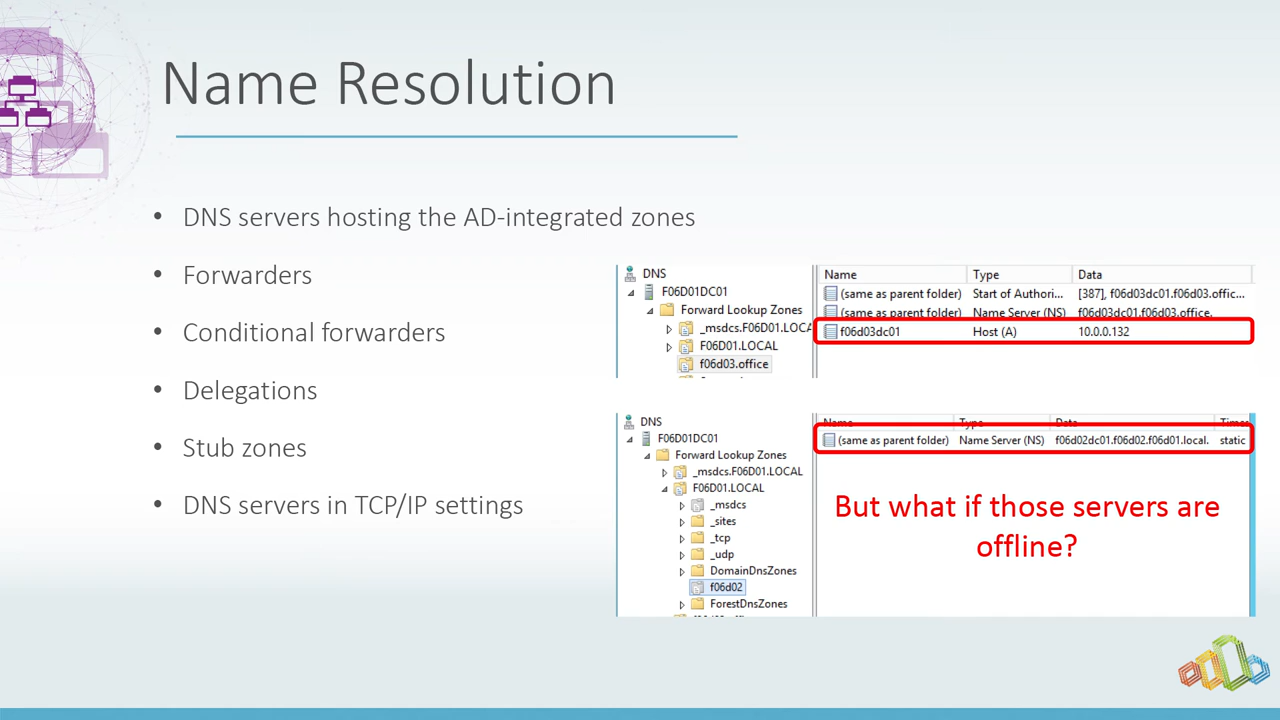 Name Resolution
• DNS servers hosting the AD-integrated zones
• Forwarders
• Conditional forwarders
• Delegations
• Stub zones
• DNS servers in TCP/IP settings
DNS
F06D01DC01
Forward Lookup Zones
_msdcs.F06D01.LOCA
F06D01.LOCAL
f06d03.office
Name Type Data
(same as parent folder) Start of Authori... [387], f06d03dc01.f06d03.offic...
(same as parent folder) Name Server (NS) f06d03dc01.f06d03.office.
f06d03dc01 Host (A) 10.0.0.132
DNS
F06D01DC01
Forward Lookup Zones
_msdcs.F06D01.LOCAL
F06D01.LOCAL
_msdcs
_sites
_tcp
_udp
DomainDnsZones
f06d02
ForestDnsZones
Name Type Data Times
(same as parent folder) Name Server (NS) f06d02dc01.f06d02.f06d01.local. static
But what if those servers are
offline?